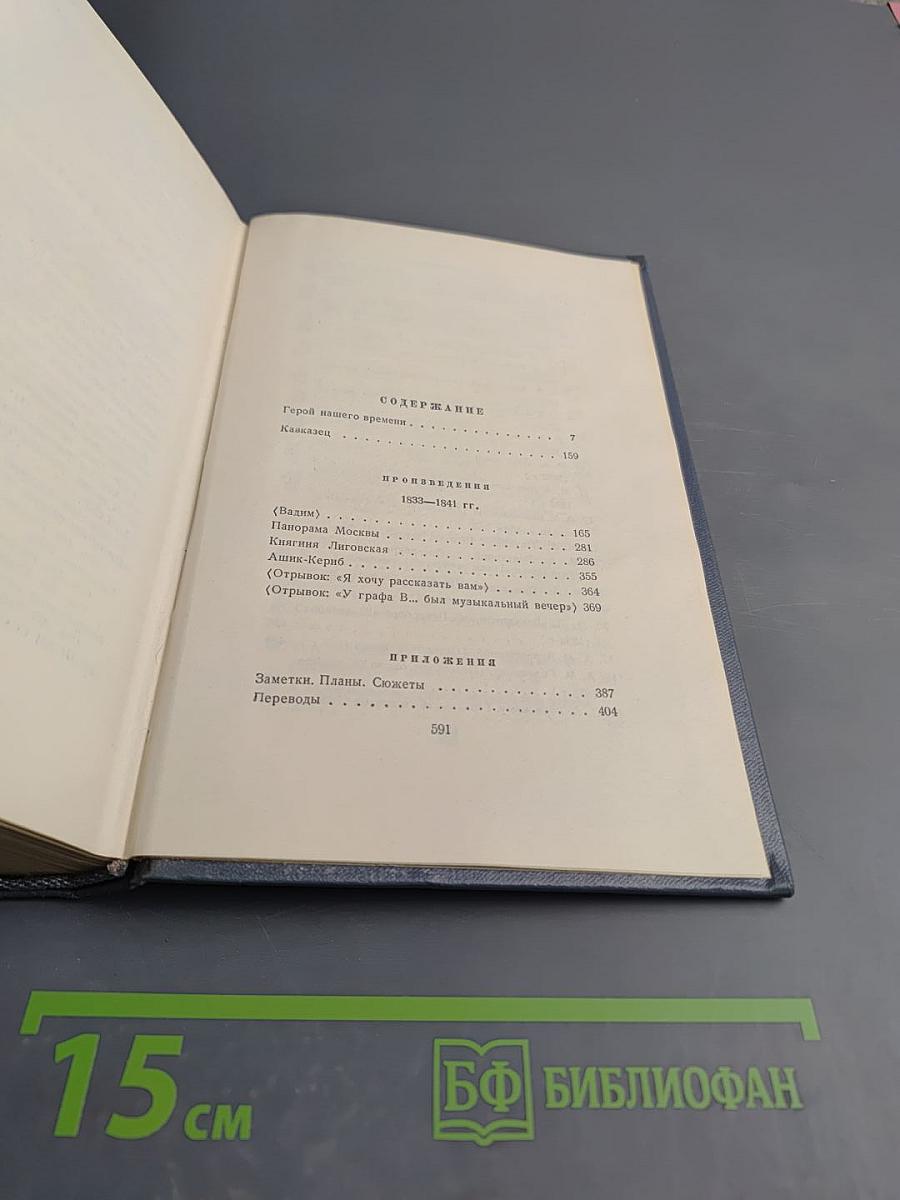 СОДЕРЖАНИЕ
Герой нашего времени . . . . . . . . . . . . . 7
Кавказец . . . . . . . . . . . . . . . . . . . 159
ПРОИЗВЕДЕНИЯ
1833—1841 гг.
〈Вадим〉 . . . . . . . . . . . . . . . . . . . 165
Панорама Москвы . . . . . . . . . . . . . . . 281
Княгиня Лиговская . . . . . . . . . . . . . . 286
Ашик-Кериб . . . . . . . . . . . . . . . . . . 355
〈Отрывок: «Я хочу рассказать вам»〉 . . . . . . . 364
〈Отрывок: «У графа В... был музыкальный вечер»〉 369
ПРИЛОЖЕНИЯ
Заметки. Планы. Сюжеты . . . . . . . . . . . . 387
Переводы . . . . . . . . . . . . . . . . . . . 404
591
15 см
БФ БИБЛИОФАН